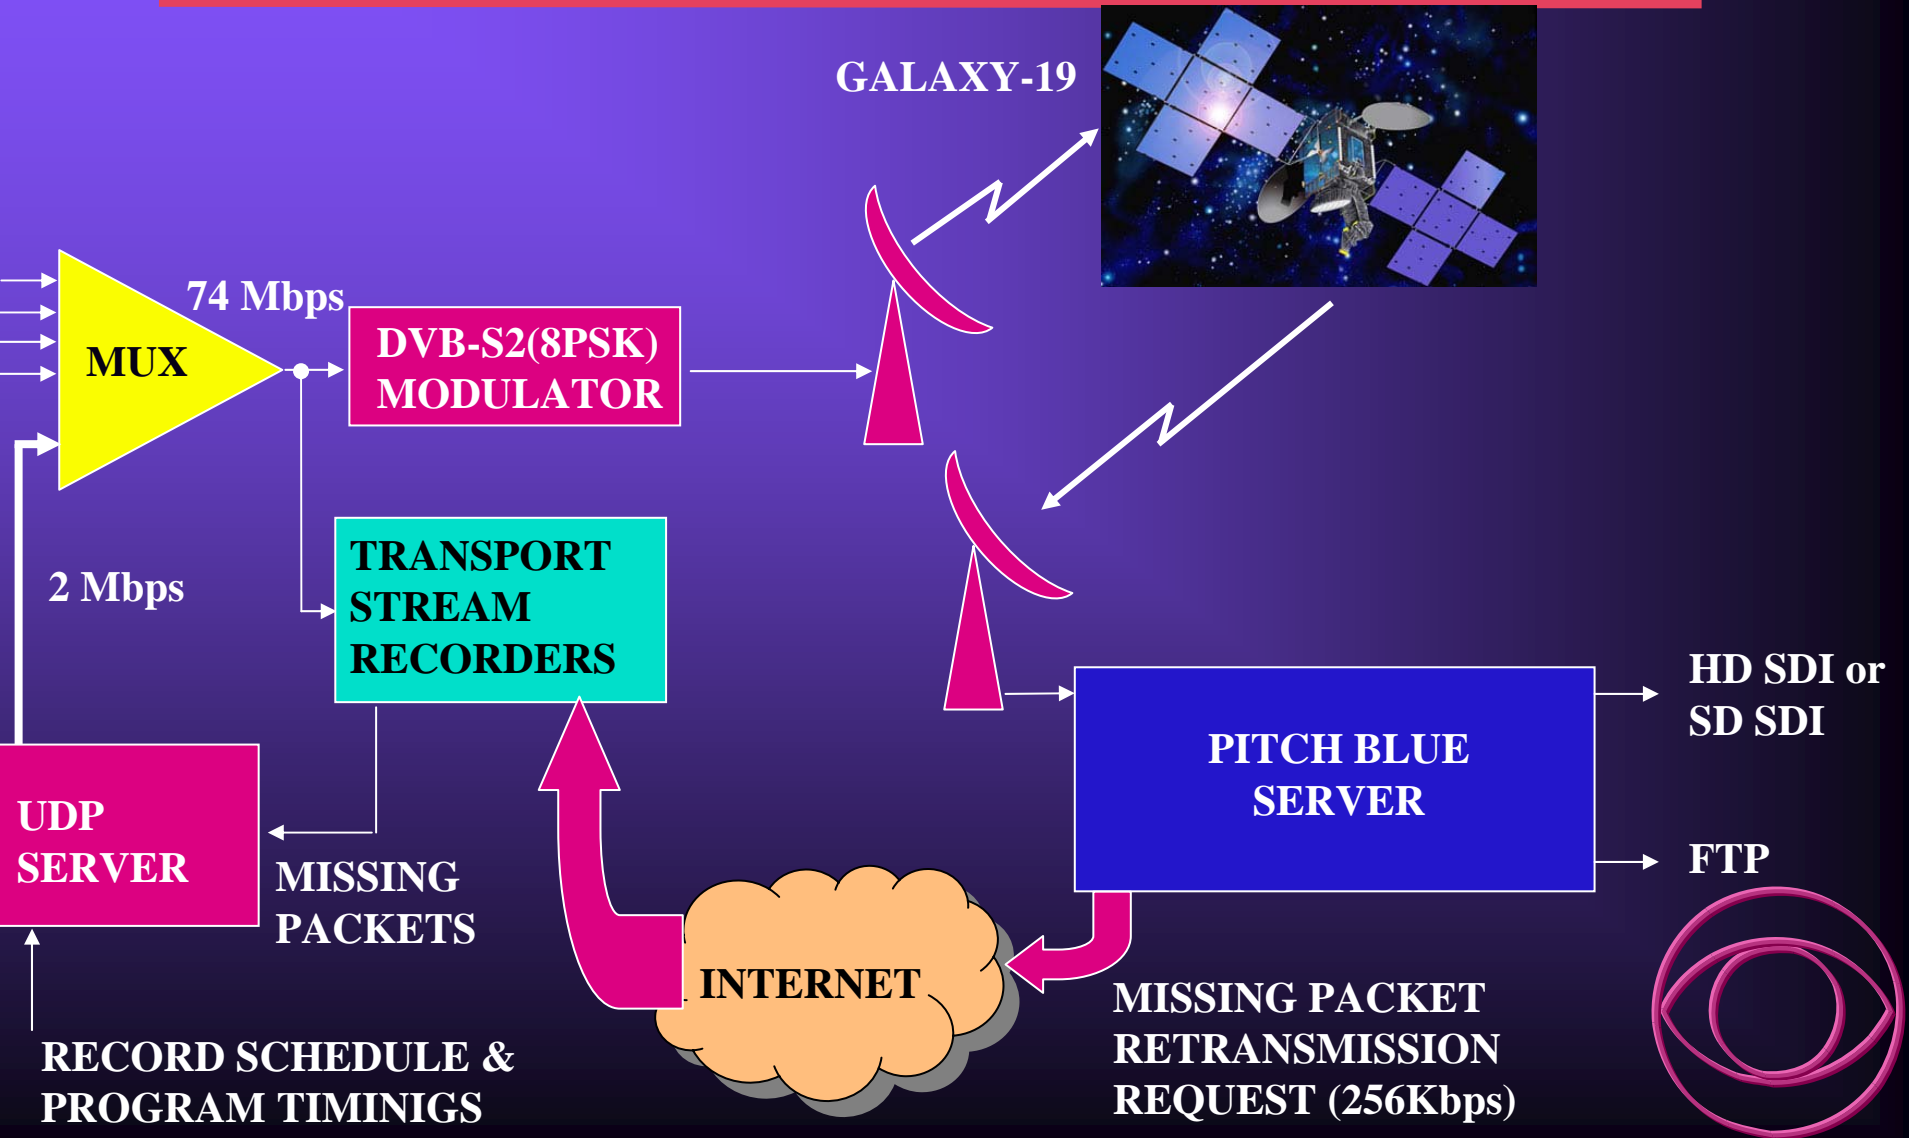 GALAXY-19
74 Mbps
MUX
DVB-S2(8PSK)
MODULATOR
2 Mbps
TRANSPORT
STREAM
RECORDERS
HD SDI or
SD SDI
PITCH BLUE
SERVER
UDP
SERVER
FTP
MISSING
PACKETS
INTERNET
MISSING PACKET
RETRANSMISSION
REQUEST (256Kbps)
RECORD SCHEDULE &
PROGRAM TIMINIGS